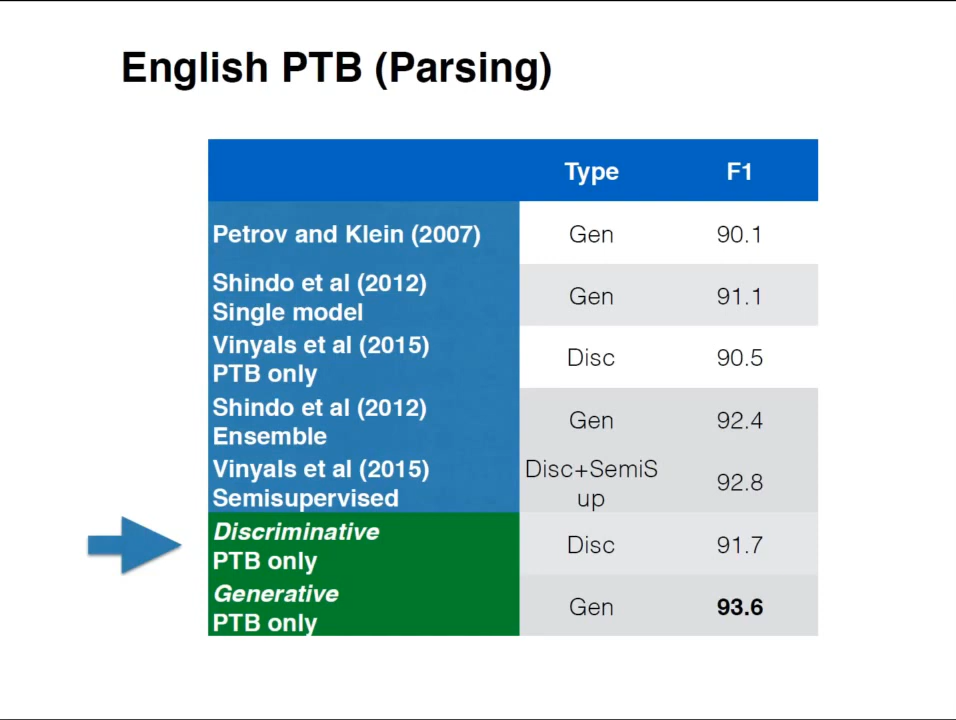 English PTB (Parsing)
Type F1
Petrov and Klein (2007) Gen 90.1
Shindo et al (2012)
Single model Gen 91.1
Vinyals et al (2015)
PTB only Disc 90.5
Shindo et al (2012)
Ensemble Gen 92.4
Vinyals et al (2015)
Semisupervised Disc+SemiS
up 92.8
Discriminative
PTB only Disc 91.7
Generative
PTB only Gen 93.6